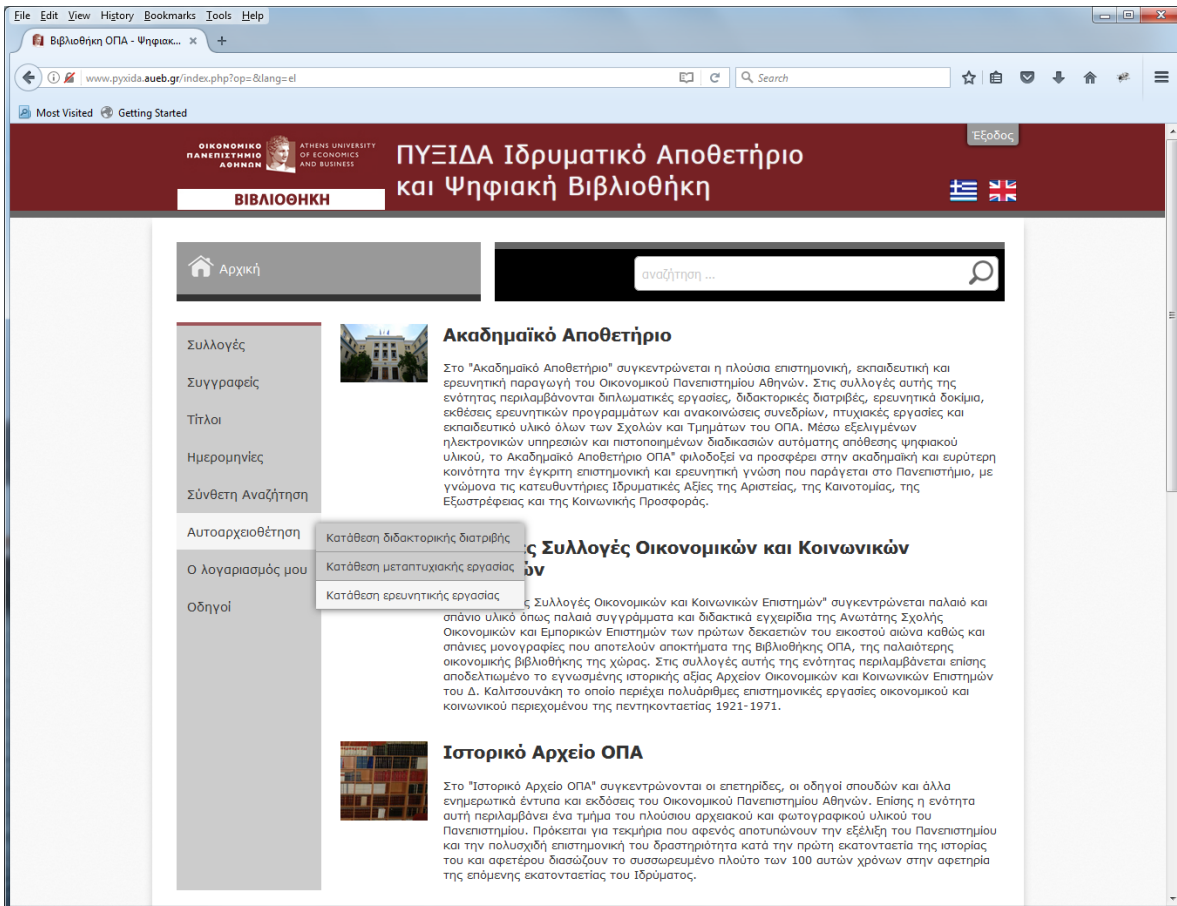 File Edit View History Bookmarks Tools Help
Βιβλιοθήκη ΟΠΑ - Ψηφιακ... × +
www.pyxida.aueb.gr/index.php?op=&lang=el
Search
Most Visited Getting Started
Έξοδος
ΟΙΚΟΝΟΜΙΚΟ
ΠΑΝΕΠΙΣΤΗΜΙΟ
ΑΘΗΝΩΝ
ATHENS UNIVERSITY
OF ECONOMICS
AND BUSINESS
ΒΙΒΛΙΟΘΗΚΗ
ΠΥΞΙΔΑ Ιδρυματικό Αποθετήριο
και Ψηφιακή Βιβλιοθήκη
Αρχική
αναζήτηση ...
Συλλογές
Συγγραφείς
Τίτλοι
Ημερομηνίες
Σύνθετη Αναζήτηση
Αυτοαρχειοθέτηση
Ο λογαριασμός μου
Οδηγοί
Κατάθεση διδακτορικής διατριβής
Κατάθεση μεταπτυχιακής εργασίας
Κατάθεση ερευνητικής εργασίας
Ακαδημαϊκό Αποθετήριο
Στο "Ακαδημαϊκό Αποθετήριο" συγκεντρώνεται η πλούσια επιστημονική, εκπαιδευτική και
ερευνητική παραγωγή του Οικονομικού Πανεπιστημίου Αθηνών. Στις συλλογές αυτής της
ενότητας περιλαμβάνονται διπλωματικές εργασίες, διδακτορικές διατριβές, ερευνητικά δοκίμια,
εκθέσεις ερευνητικών προγραμμάτων και ανακοινώσεις συνεδρίων, πτυχιακές εργασίες και
εκπαιδευτικό υλικό όλων των Σχολών και Τμημάτων του ΟΠΑ. Μέσω εξελιγμένων
ηλεκτρονικών υπηρεσιών και πιστοποιημένων διαδικασιών αυτόματης απόθεσης ψηφιακού
υλικού, το Ακαδημαϊκό Αποθετήριο ΟΠΑ" φιλοδοξεί να προσφέρει στην ακαδημαϊκή και ευρύτερη
κοινότητα την έγκριτη επιστημονική και ερευνητική γνώση που παράγεται στο Πανεπιστήμιο, με
γνώμονα τις κατευθυντήριες Ιδρυματικές Αξίες της Αριστείας, της Καινοτομίας, της
Εξωστρέφειας και της Κοινωνικής Προσφοράς.
ς Συλλογές Οικονομικών και Κοινωνικών
ών
ς Συλλογές Οικονομικών και Κοινωνικών Επιστημών" συγκεντρώνεται παλαιό και
σπάνιο υλικό όπως παλαιά συγγράμματα και διδακτικά εγχειρίδια της Ανωτάτης Σχολής
Οικονομικών και Εμπορικών Επιστημών των πρώτων δεκαετιών του εικοστού αιώνα καθώς και
σπάνιες μονογραφίες που αποτελούν αποκτήματα της Βιβλιοθήκης ΟΠΑ, της παλαιότερης
οικονομικής βιβλιοθήκης της χώρας. Στις συλλογές αυτής της ενότητας περιλαμβάνεται επίσης
αποδελτιωμένο το εγνωσμένης ιστορικής αξίας Αρχείον Οικονομικών και Κοινωνικών Επιστημών
του Δ. Καλιτσουνάκη το οποίο περιέχει πολυάριθμες επιστημονικές εργασίες οικονομικού και
κοινωνικού περιεχομένου της πεντηκονταετίας 1921-1971.
Ιστορικό Αρχείο ΟΠΑ
Στο "Ιστορικό Αρχείο ΟΠΑ" συγκεντρώνονται οι επετηρίδες, οι οδηγοί σπουδών και άλλα
ενημερωτικά έντυπα και εκδόσεις του Οικονομικού Πανεπιστημίου Αθηνών. Επίσης η ενότητα
αυτή περιλαμβάνει ένα τμήμα του πλούσιου αρχειακού και φωτογραφικού υλικού του
Πανεπιστημίου. Πρόκειται για τεκμήρια που αφενός αποτυπώνουν την εξέλιξη του Πανεπιστημίου
και την πολυσχιδή επιστημονική του δραστηριότητα κατά την πρώτη εκατονταετία της ιστορίας
του και αφετέρου διασώζουν το συσσωρευμένο πλούτο των 100 αυτών χρόνων στην αφετηρία
της επόμενης εκατονταετίας του Ιδρύματος.